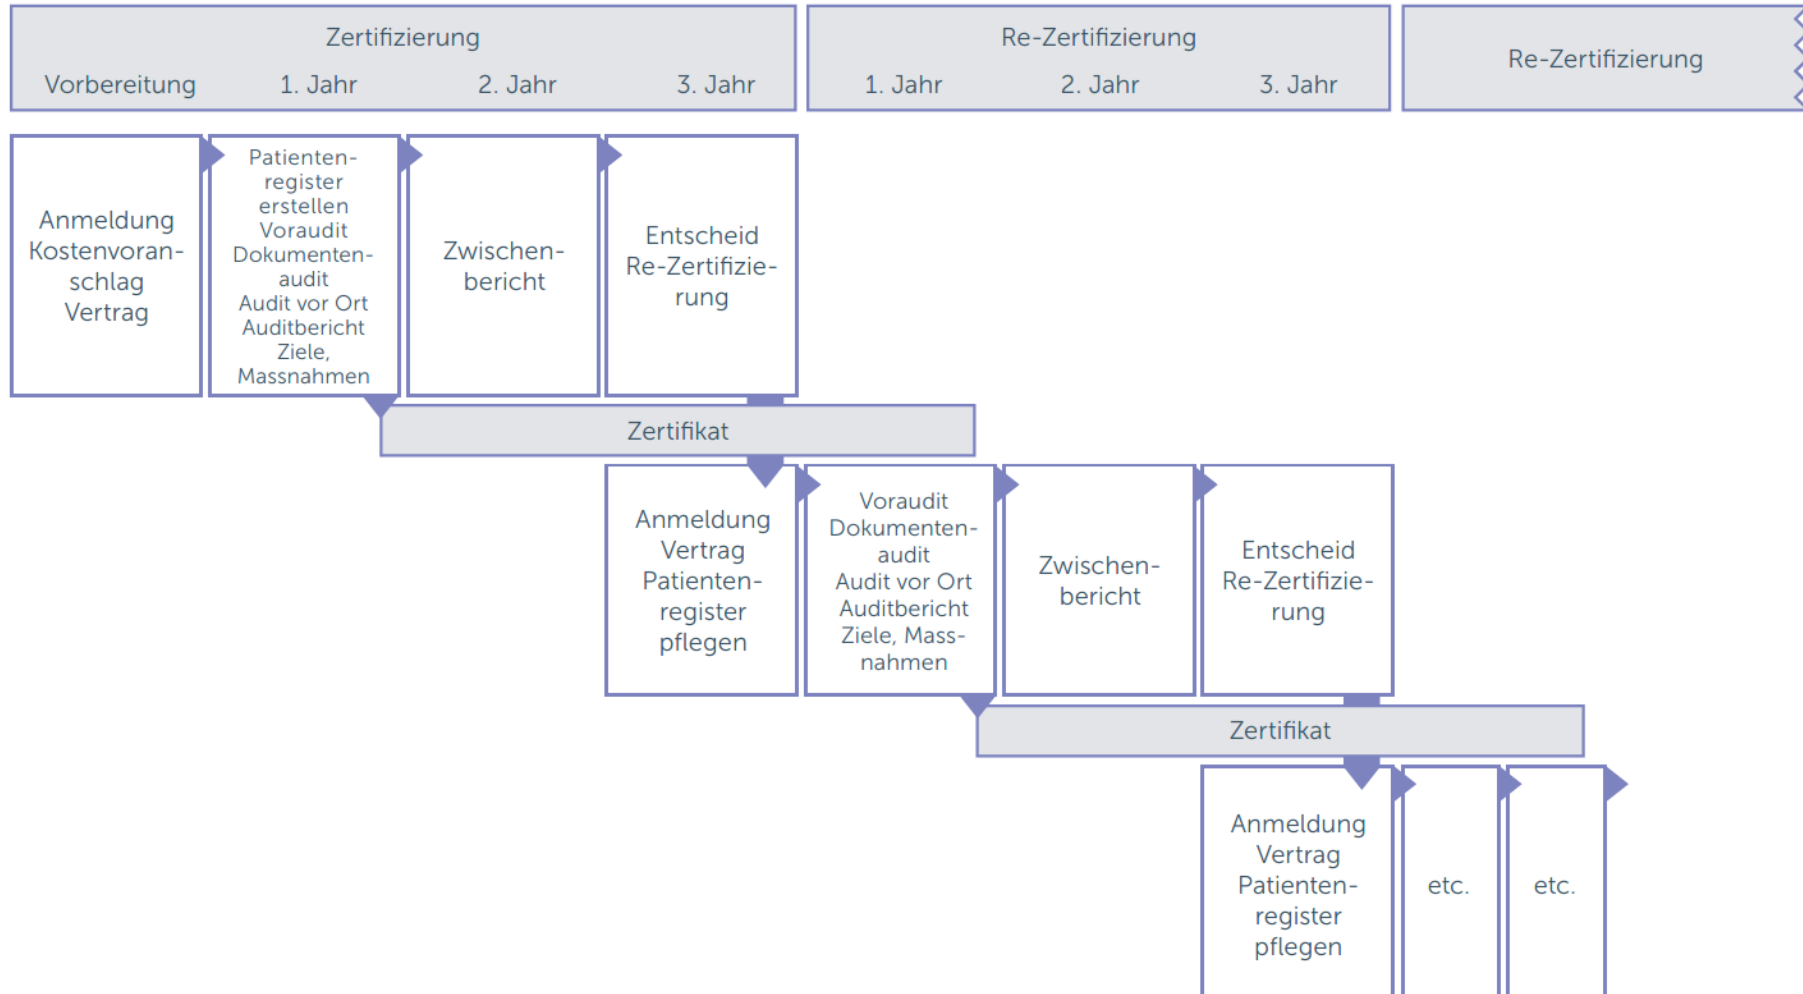 Zertifizierung
Vorbereitung
1. Jahr
2. Jahr
3. Jahr
Re-Zertifizierung
1. Jahr
2. Jahr
3. Jahr
Re-Zertifizierung
Anmeldung
Kostenvoran-
schlag
Vertrag
Patienten-
register
erstellen
Voraudit
Dokumenten-
audit
Audit vor Ort
Auditbericht
Ziele,
Massnahmen
Zwischen-
bericht
Entscheid
Re-Zertifizie-
rung
Zertifikat
Anmeldung
Vertrag
Patienten-
register
pflegen
Voraudit
Dokumenten-
audit
Audit vor Ort
Auditbericht
Ziele, Mass-
nahmen
Zwischen-
bericht
Entscheid
Re-Zertifizie-
rung
Zertifikat
Anmeldung
Vertrag
Patienten-
register
pflegen
etc.
etc.